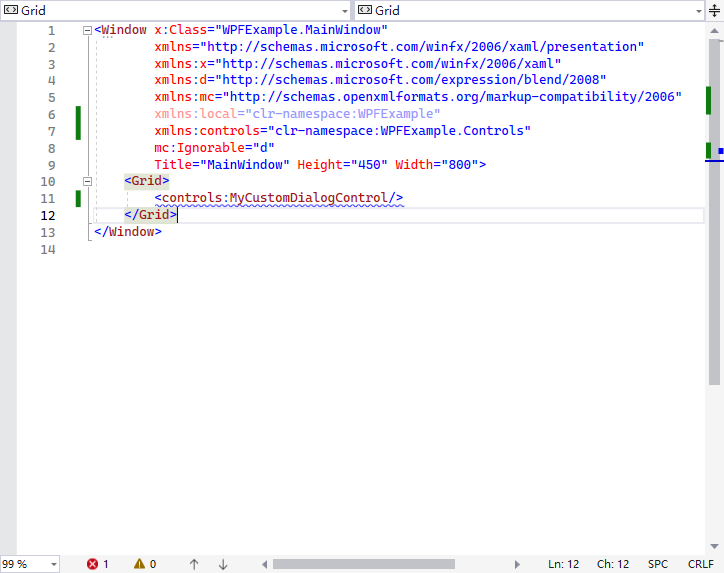 Grid Grid
1 <Window x:Class="WPFExample.MainWindow"
2 xmlns="http://schemas.microsoft.com/winfx/2006/xaml/presentation"
3 xmlns:x="http://schemas.microsoft.com/winfx/2006/xaml"
4 xmlns:d="http://schemas.microsoft.com/expression/blend/2008"
5 xmlns:mc="http://schemas.openxmlformats.org/markup-compatibility/2006"
6 xmlns:local="clr-namespace:WPFExample"
7 xmlns:controls="clr-namespace:WPFExample.Controls"
8 mc:Ignorable="d"
9 Title="MainWindow" Height="450" Width="800">
10 <Grid>
11 <controls:MyCustomDialogControl/>
12 </Grid>
13 </Window>
14
99 % 1 0 Ln: 12 Ch: 12 SPC CRLF